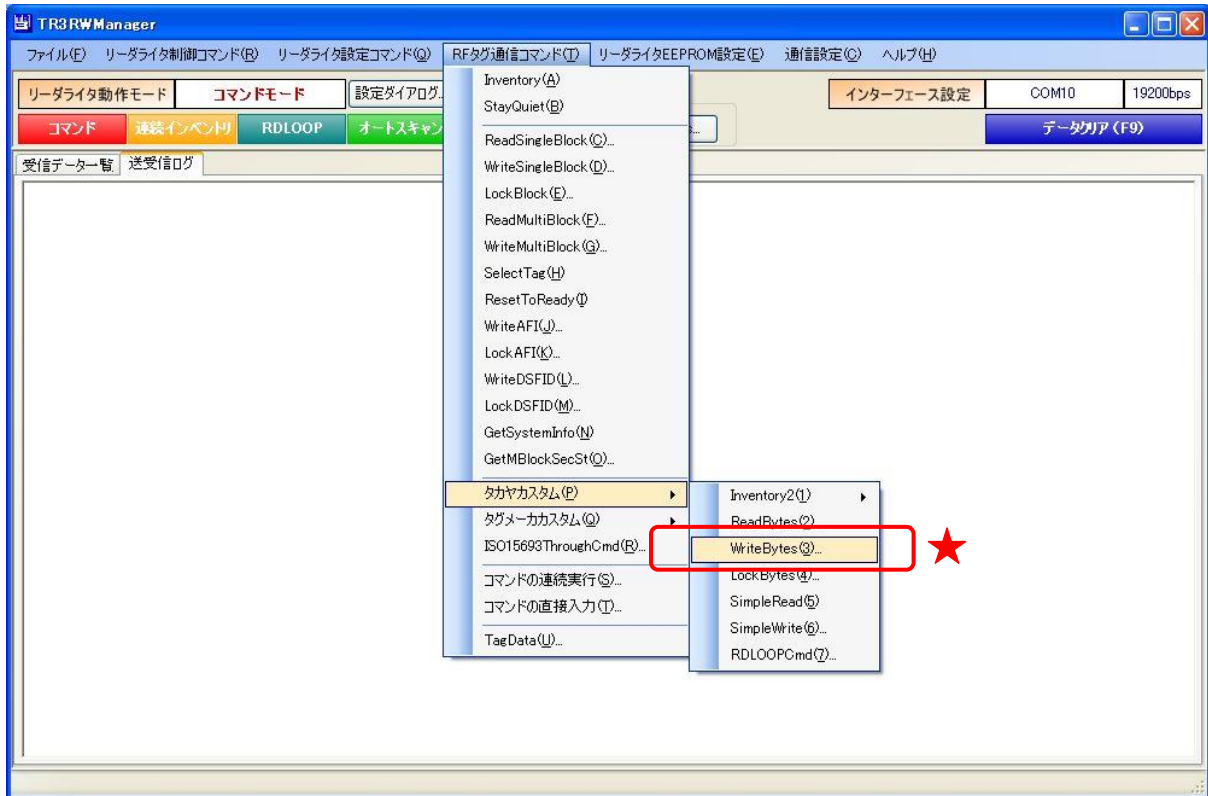 TR3RWManager
ファイル(F) リーダライタ制御コマンド(R) リーダライタ設定コマンド(Q) RFタグ通信コマンド(T) リーダライタEEPROM設定(E) 通信設定(C) ヘルプ(H)
リーダライタ動作モード コマンドモード 設定ダイアログ インターフェース設定 COM10 19200bps
コマンド 連続インベントリ RDLOOP オートスキャン データクリア(F9)
受信データ一覧 送受信ログ
Inventory(A)
StayQuiet(B)
ReadSingleBlock(C)...
WriteSingleBlock(D)...
LockBlock(E)...
ReadMultiBlock(F)...
WriteMultiBlock(G)...
SelectTag(H)
ResetToReady(I)
WriteAFI(J)...
LockAFI(K)...
WriteDSFID(L)...
LockDSFID(M)...
GetSystemInfo(N)
GetMBlockSecSt(O)...
タカヤカスタム(P)
タグメーカカスタム(Q)
ISO15693ThroughCmd(R)...
コマンドの連続実行(S)...
コマンドの直接入力(T)...
TagData(U)...
Inventory2(1)
ReadBytes(2)
WriteBytes(3)...
LockBytes(4)...
SimpleRead(5)
SimpleWrite(6)...
RDLOOPCmd(7)...